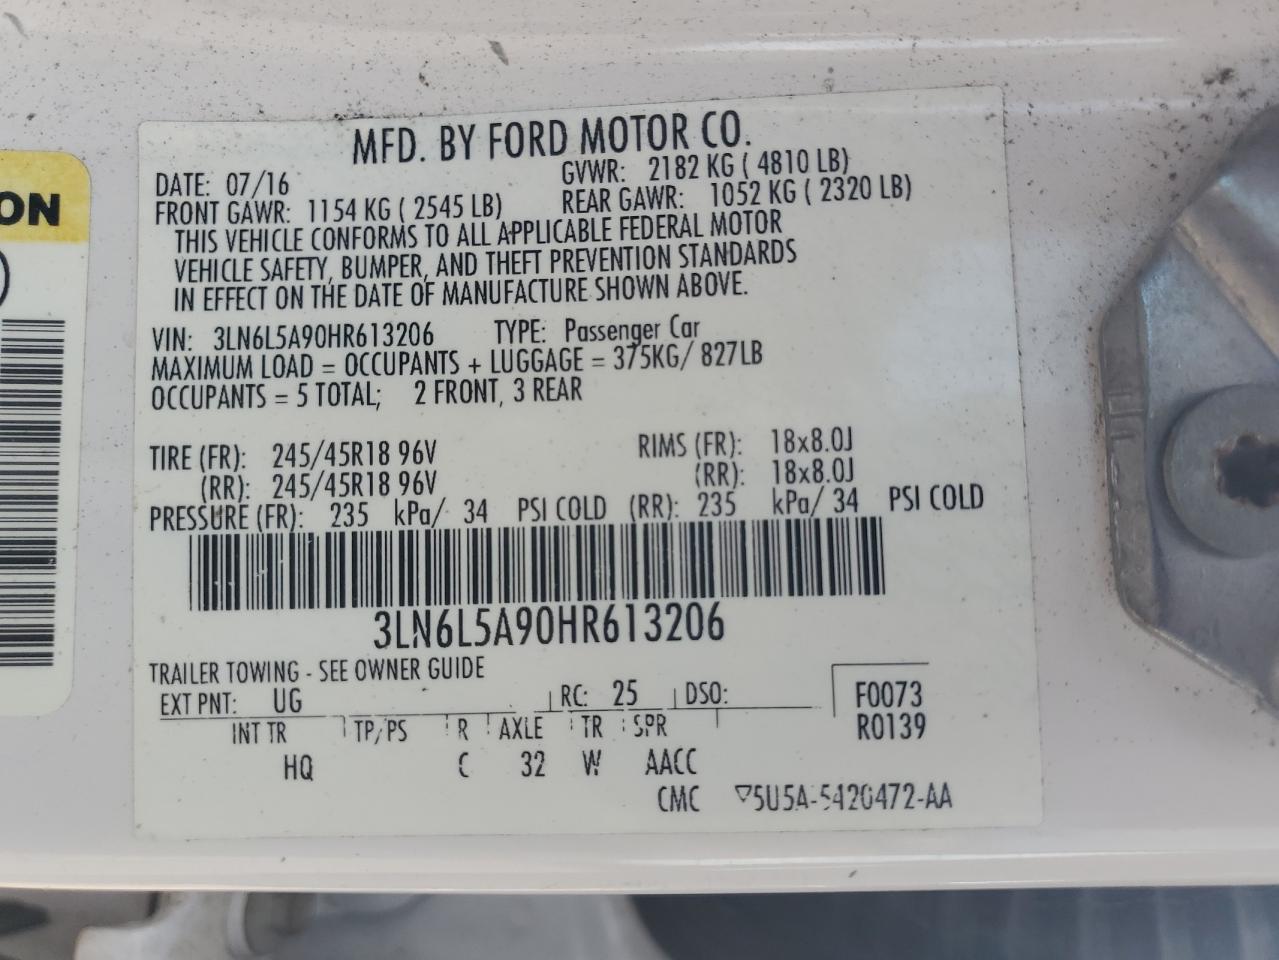 ON
MFD. BY FORD MOTOR CO.
DATE: 07/16 GVWR: 2182 KG ( 4810 LB)
FRONT GAWR: 1154 KG ( 2545 LB) REAR GAWR: 1052 KG ( 2320 LB)
THIS VEHICLE CONFORMS TO ALL APPLICABLE FEDERAL MOTOR
VEHICLE SAFETY, BUMPER, AND THEFT PREVENTION STANDARDS
IN EFFECT ON THE DATE OF MANUFACTURE SHOWN ABOVE.
VIN: 3LN6L5A90HR613206 TYPE: Passenger Car
MAXIMUM LOAD = OCCUPANTS + LUGGAGE = 375KG/ 827LB
OCCUPANTS = 5 TOTAL; 2 FRONT, 3 REAR
TIRE (FR): 245/45R18 96V RIMS (FR): 18x8.0J
(RR): 245/45R18 96V (RR): 18x8.0J
PRESSURE (FR): 235 kPa/ 34 PSI COLD (RR): 235 kPa/ 34 PSI COLD
3LN6L5A90HR613206
TRAILER TOWING - SEE OWNER GUIDE
EXT PNT: UG RC: 25 DSO: F0073
INT TR TP/PS R AXLE TR SPR R0139
HQ C 32 W AACC
CMC ▽5U5A-5420472-AA